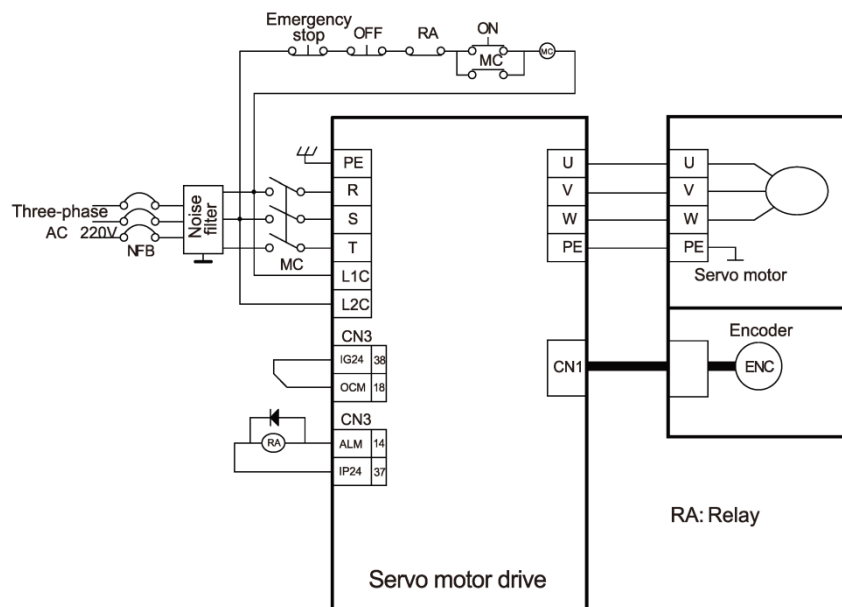 Emergency
stop
OFF
RA
ON
MC
MC
Three-phase
AC 220V
NFB
Noise
filter
MC
PE
R
S
T
L1C
L2C
CN3
IG24 38
OCM 18
CN3
RA
ALM 14
IP24 37
U
V
W
PE
CN1
U
V
W
PE
Servo motor
Encoder
ENC
RA: Relay
Servo motor drive